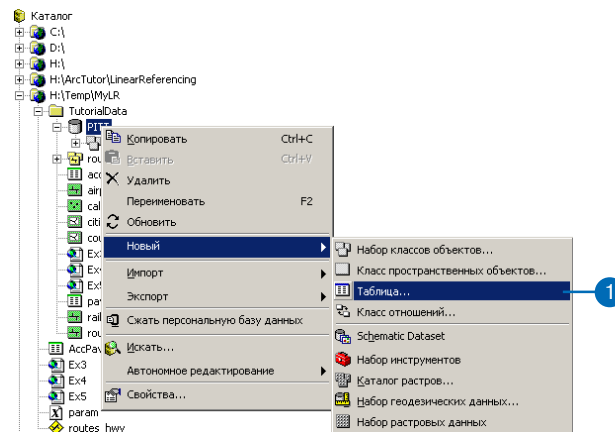 Каталог
C:\
D:\
H:\
H:\ArcTutor\LinearReferencing
H:\Temp\MyLR
TutorialData
Копировать Ctrl+C
Вставить Ctrl+V
Удалить
Переименовать F2
Обновить
Новый
Импорт
Экспорт
Сжать персональную базу данных
Искать...
Автономное редактирование
Свойства...
Набор классов объектов...
Класс пространственных объектов...
Таблица...
1
Класс отношений...
Schematic Dataset
Набор инструментов
Каталог растров...
Набор геодезических данных...
Набор растровых данных
AccPav
Ex3
Ex4
Ex5
param
routes_hwy